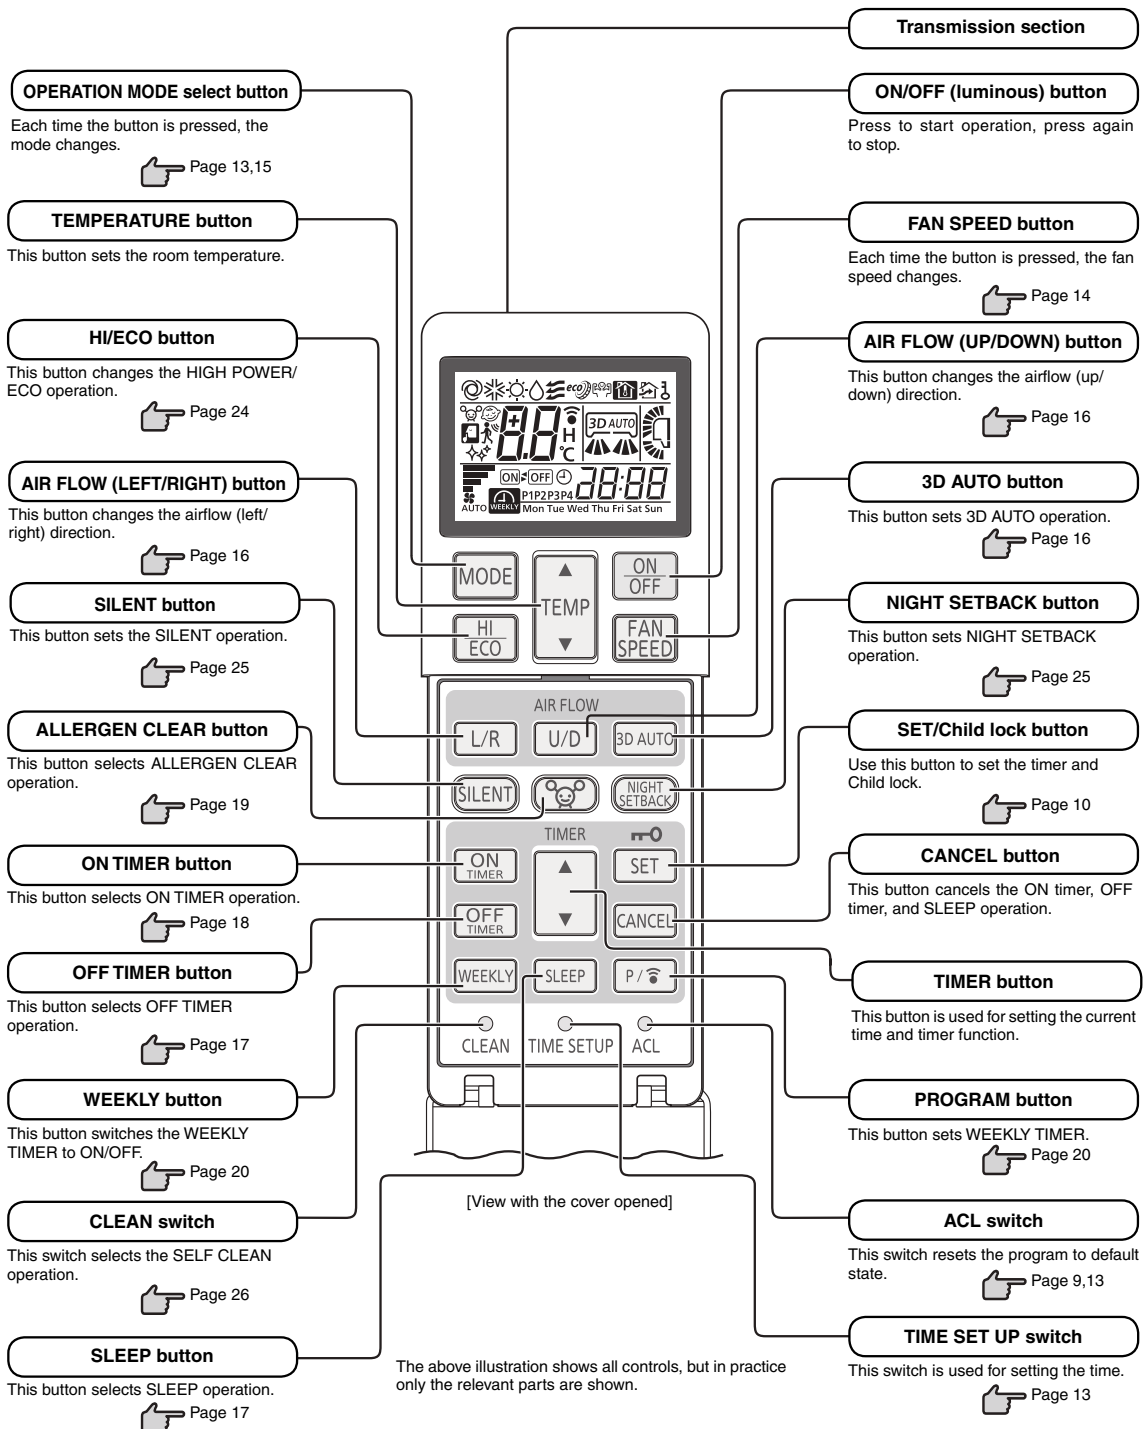 Transmission section
OPERATION MODE select button
Each time the button is pressed, the
mode changes.
Page 13,15
TEMPERATURE button
This button sets the room temperature.
HI/ECO button
This button changes the HIGH POWER/
ECO operation.
Page 24
AIR FLOW (LEFT/RIGHT) button
This button changes the airflow (left/
right) direction.
Page 16
SILENT button
This button sets the SILENT operation.
Page 25
ALLERGEN CLEAR button
This button selects ALLERGEN CLEAR
operation.
Page 19
ON TIMER button
This button selects ON TIMER operation.
Page 18
OFF TIMER button
This button selects OFF TIMER
operation.
Page 17
WEEKLY button
This button switches the WEEKLY
TIMER to ON/OFF.
Page 20
CLEAN switch
This switch selects the SELF CLEAN
operation.
Page 26
SLEEP button
This button selects SLEEP operation.
Page 17
eco
8.8
H
°C
3D AUTO
ON OFF
P1P2P3P4
28:88
AUTO WEEKLY Mon Tue Wed Thu Fri Sat Sun
MODE
▲
TEMP
▼
ON
OFF
HI
ECO
FAN
SPEED
AIR FLOW
L/R
U/D
3D AUTO
SILENT
NIGHT
SETBACK
TIMER
ON
TIMER
▲
▼
SET
OFF
TIMER
CANCEL
WEEKLY
SLEEP
P /
CLEAN
TIME SETUP
ACL
[View with the cover opened]
The above illustration shows all controls, but in practice
only the relevant parts are shown.
ON/OFF (luminous) button
Press to start operation, press again
to stop.
FAN SPEED button
Each time the button is pressed, the fan
speed changes.
Page 14
AIR FLOW (UP/DOWN) button
This button changes the airflow (up/
down) direction.
Page 16
3D AUTO button
This button sets 3D AUTO operation.
Page 16
NIGHT SETBACK button
This button sets NIGHT SETBACK
operation.
Page 25
SET/Child lock button
Use this button to set the timer and
Child lock.
Page 10
CANCEL button
This button cancels the ON timer, OFF
timer, and SLEEP operation.
TIMER button
This button is used for setting the current
time and timer function.
PROGRAM button
This button sets WEEKLY TIMER.
Page 20
ACL switch
This switch resets the program to default
state.
Page 9,13
TIME SET UP switch
This switch is used for setting the time.
Page 13